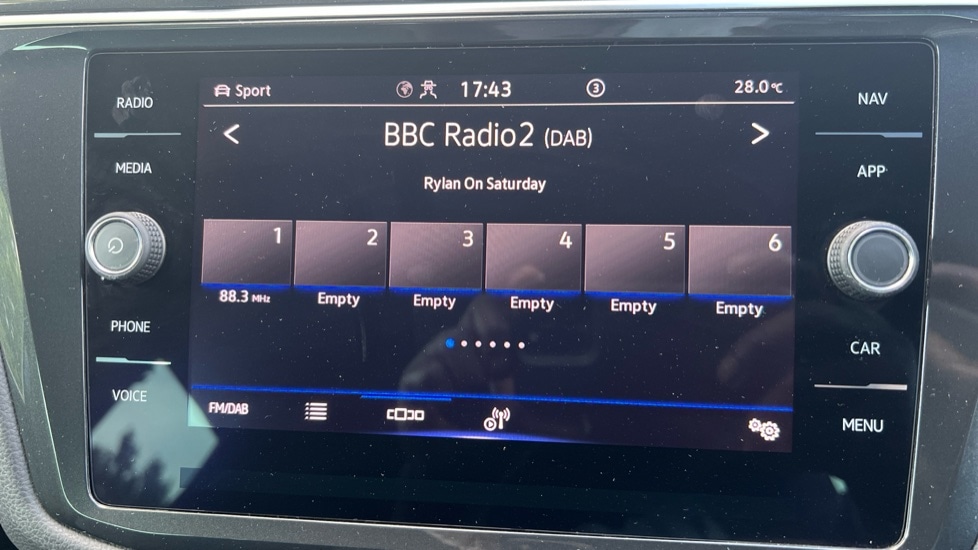 Sport 17:43 3 28.0°C
RADIO
NAV
< BBC Radio2 (DAB) >
MEDIA
APP
Rylan On Saturday
1 2 3 4 5 6
88.3 MHz Empty Empty Empty Empty Empty
PHONE
CAR
VOICE
FM/DAB
MENU